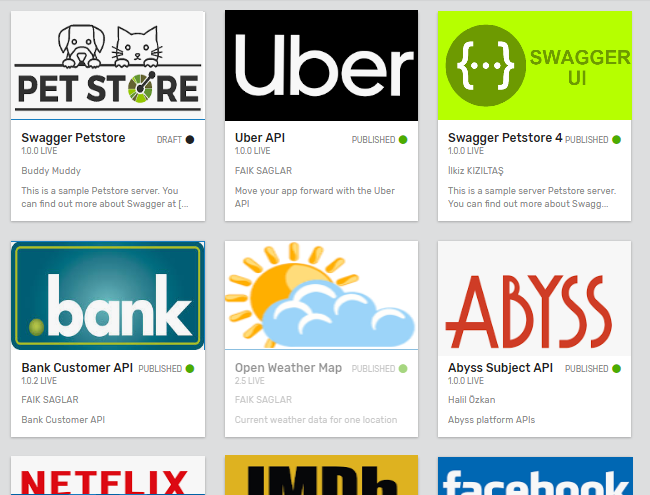 PET STORE
Swagger Petstore
DRAFT
1.0.0 LIVE
Buddy Muddy
This is a sample Petstore server. You
can find out more about Swagger at [...
Uber
Uber API
PUBLISHED
1.0.0 LIVE
FAIK SAGLAR
Move your app forward with the Uber
API
{···}
SWAGGER
UI
Swagger Petstore 4
PUBLISHED
1.0.0 LIVE
İlkiz KIZILTAŞ
This is a sample server Petstore server.
You can find out more about Swagg...
.bank
Bank Customer API
PUBLISHED
1.0.2 LIVE
FAIK SAGLAR
Bank Customer API
Open Weather Map
PUBLISHED
2.5 LIVE
FAIK SAGLAR
Current weather data for one location
ABYSS
Abyss Subject API
PUBLISHED
1.0.0 LIVE
Halil Özkan
Abyss platform APIs
NETFLIX
IMDb
facebook